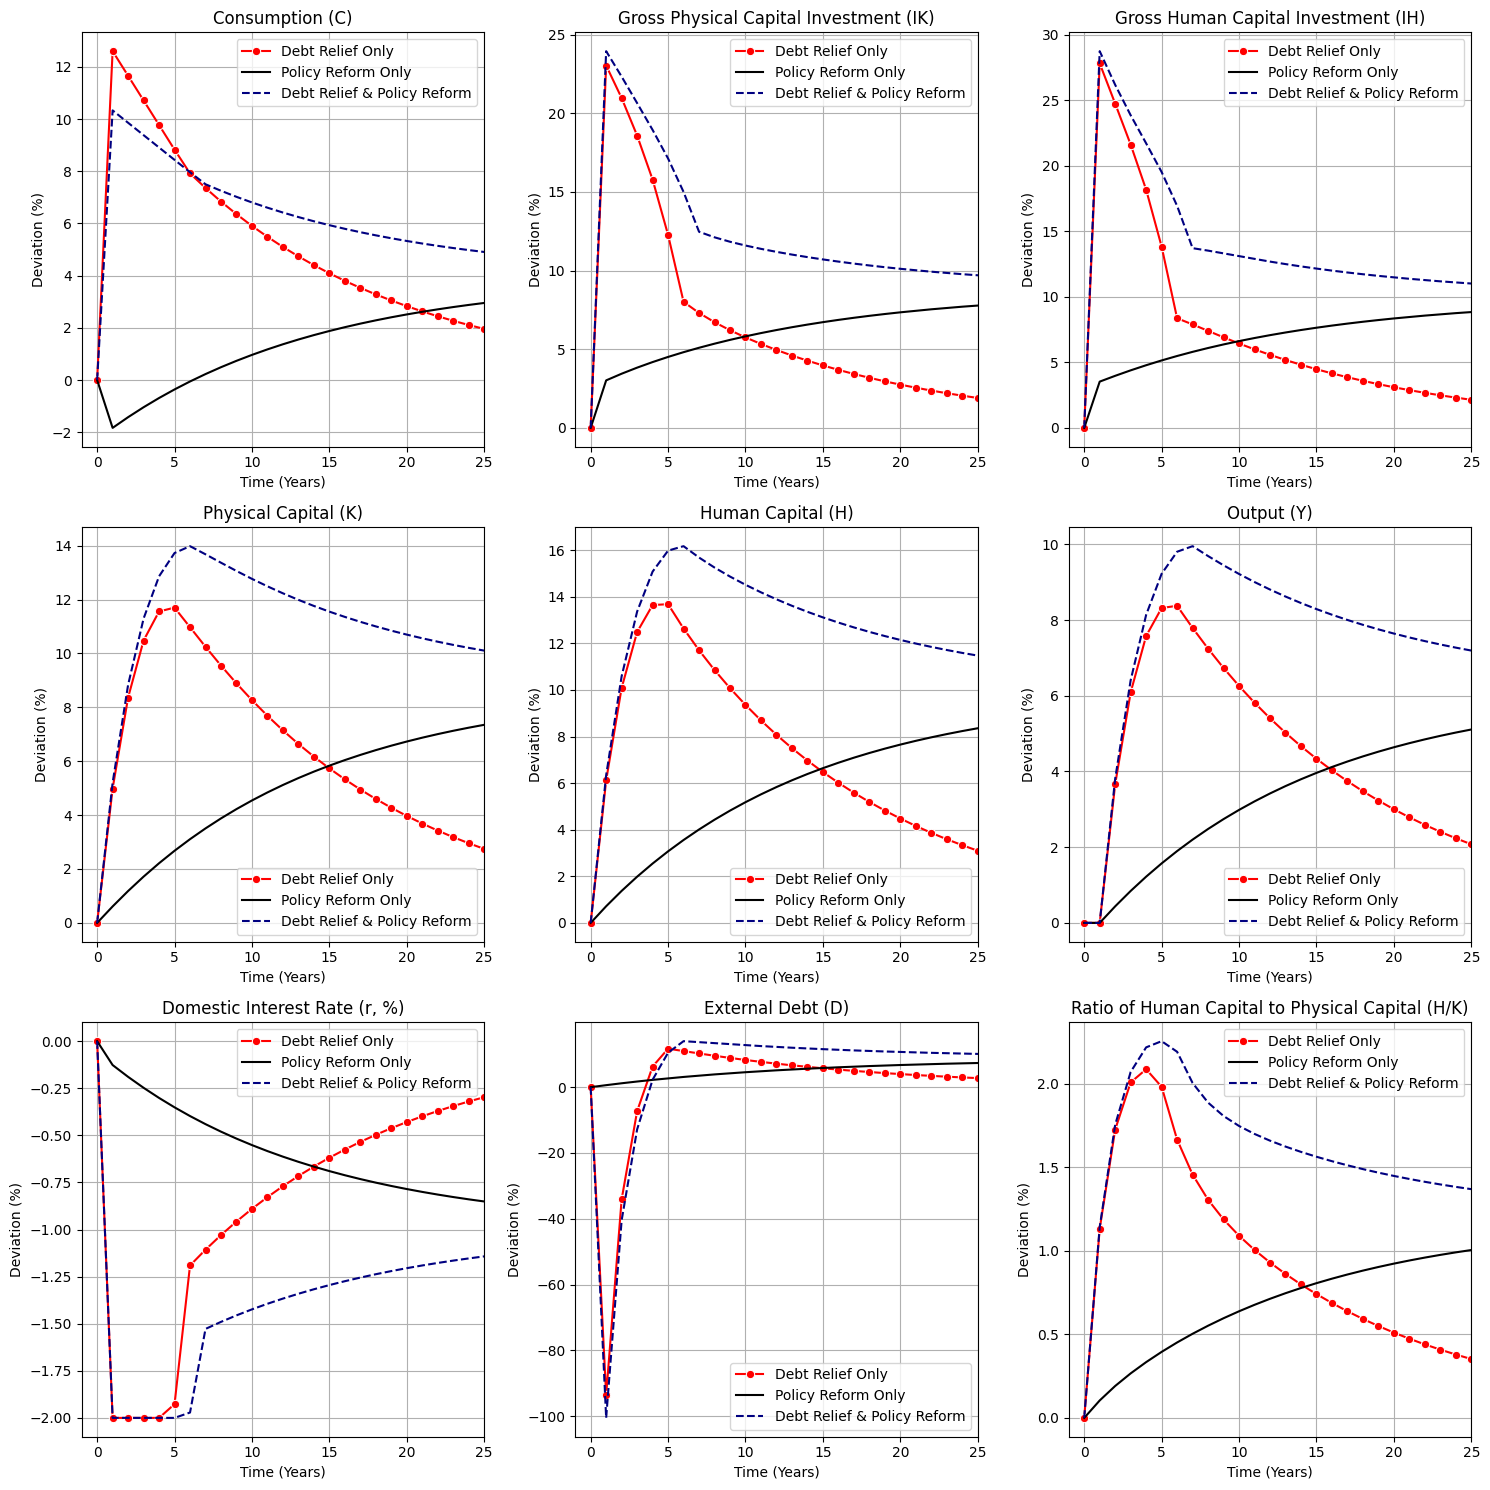 Consumption (C)
Deviation (%)
12
10
8
6
4
2
0
−2
Debt Relief Only
Policy Reform Only
Debt Relief & Policy Reform
0 5 10 15 20 25
Time (Years)
Gross Physical Capital Investment (IK)
Deviation (%)
25
20
15
10
5
0
Debt Relief Only
Policy Reform Only
Debt Relief & Policy Reform
0 5 10 15 20 25
Time (Years)
Gross Human Capital Investment (IH)
Deviation (%)
30
25
20
15
10
5
0
Debt Relief Only
Policy Reform Only
Debt Relief & Policy Reform
0 5 10 15 20 25
Time (Years)
Physical Capital (K)
Deviation (%)
14
12
10
8
6
4
2
0
Debt Relief Only
Policy Reform Only
Debt Relief & Policy Reform
0 5 10 15 20 25
Time (Years)
Human Capital (H)
Deviation (%)
16
14
12
10
8
6
4
2
0
Debt Relief Only
Policy Reform Only
Debt Relief & Policy Reform
0 5 10 15 20 25
Time (Years)
Output (Y)
Deviation (%)
10
8
6
4
2
0
Debt Relief Only
Policy Reform Only
Debt Relief & Policy Reform
0 5 10 15 20 25
Time (Years)
Domestic Interest Rate (r, %)
Deviation (%)
0.00
−0.25
−0.50
−0.75
−1.00
−1.25
−1.50
−1.75
−2.00
Debt Relief Only
Policy Reform Only
Debt Relief & Policy Reform
0 5 10 15 20 25
Time (Years)
External Debt (D)
Deviation (%)
0
−20
−40
−60
−80
−100
Debt Relief Only
Policy Reform Only
Debt Relief & Policy Reform
0 5 10 15 20 25
Time (Years)
Ratio of Human Capital to Physical Capital (H/K)
Deviation (%)
2.0
1.5
1.0
0.5
0.0
Debt Relief Only
Policy Reform Only
Debt Relief & Policy Reform
0 5 10 15 20 25
Time (Years)